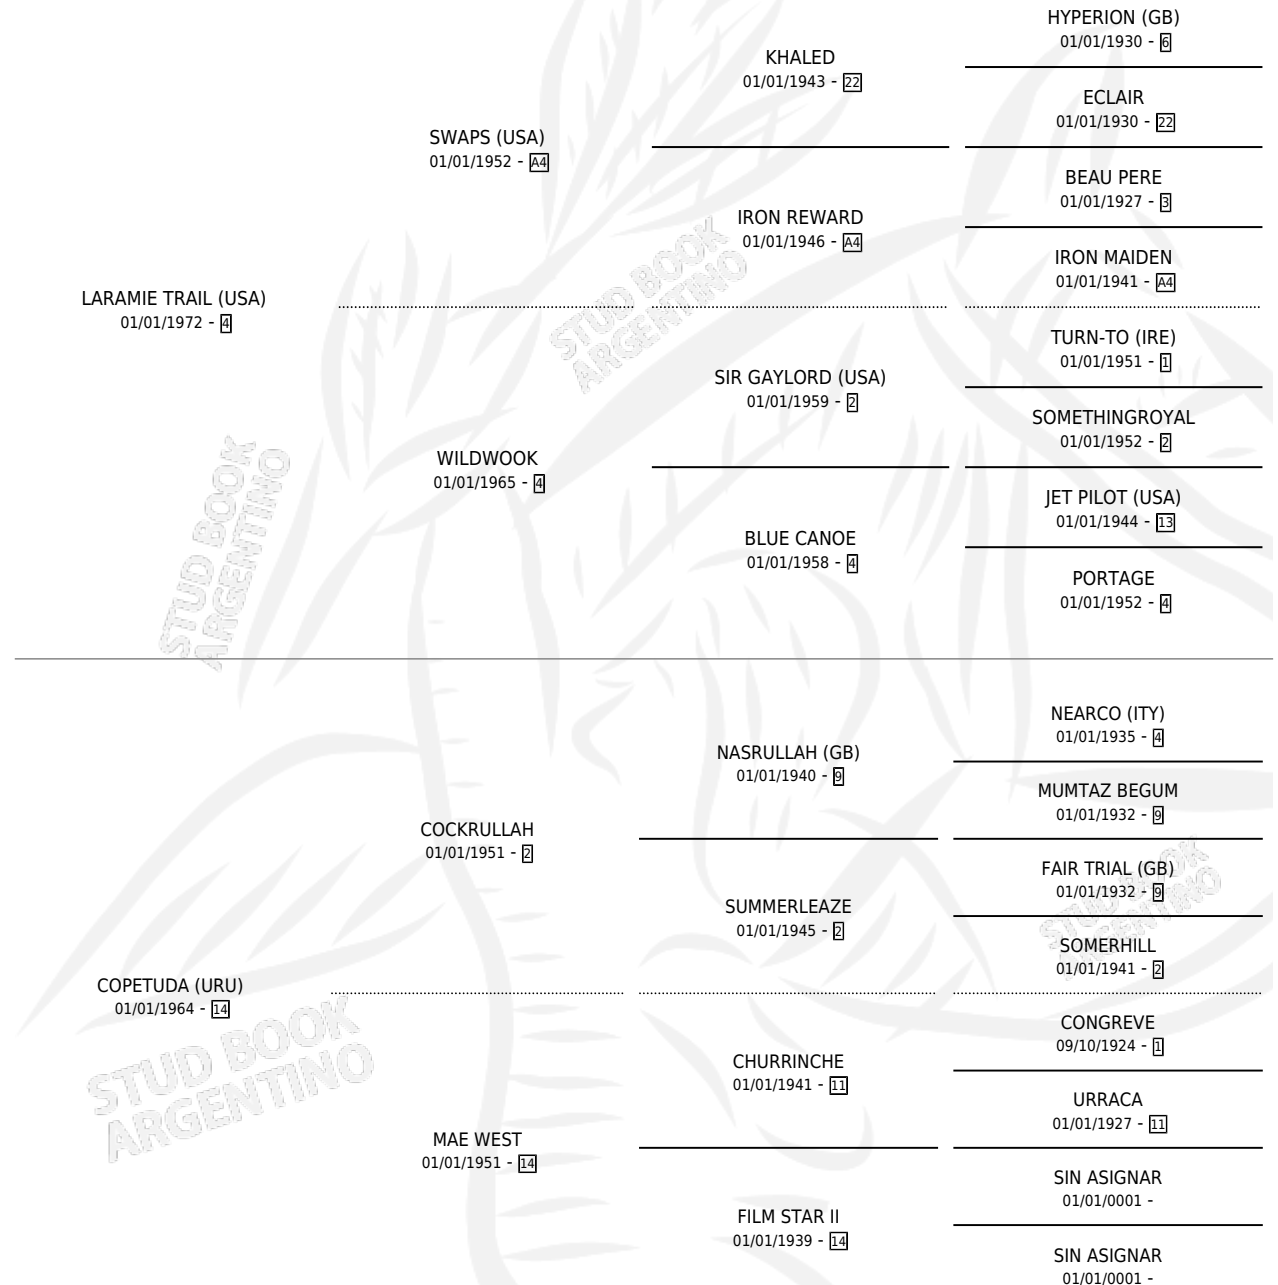 HYPERION (GB)
01/01/1930 - 6
KHALED
01/01/1943 - 22
ECLAIR
01/01/1930 - 22
SWAPS (USA)
01/01/1952 - A4
BEAU PERE
01/01/1927 - 3
IRON REWARD
01/01/1946 - A4
IRON MAIDEN
01/01/1941 - A4
LARAMIE TRAIL (USA)
01/01/1972 - 4
TURN-TO (IRE)
01/01/1951 - 1
SIR GAYLORD (USA)
01/01/1959 - 2
SOMETHINGROYAL
01/01/1952 - 2
WILDWOOK
01/01/1965 - 4
JET PILOT (USA)
01/01/1944 - 13
BLUE CANOE
01/01/1958 - 4
PORTAGE
01/01/1952 - 4
STUD BOOK
ARGENTINO
STUD BOOK
ARGENTINO
NEARCO (ITY)
01/01/1935 - 4
NASRULLAH (GB)
01/01/1940 - 9
MUMTAZ BEGUM
01/01/1932 - 9
COCKRULLAH
01/01/1951 - 2
FAIR TRIAL (GB)
01/01/1932 - 9
SUMMERLEAZE
01/01/1945 - 2
SOMERHILL
01/01/1941 - 2
COPETUDA (URU)
01/01/1964 - 14
CONGREVE
09/10/1924 - 1
CHURRINCHE
01/01/1941 - 11
URRACA
01/01/1927 - 11
MAE WEST
01/01/1951 - 14
SIN ASIGNAR
01/01/0001 -
FILM STAR II
01/01/1939 - 14
SIN ASIGNAR
01/01/0001 -
STUD BOOK
ARGENTINO
STUD BOOK
ARGENTINO